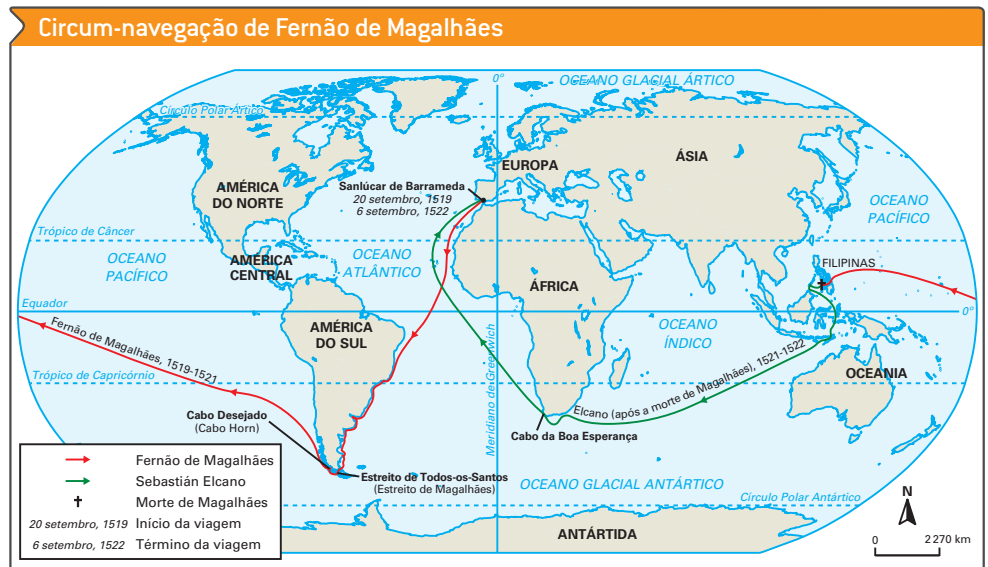 Circum-navegação de Fernão de Magalhães
OCEANO GLACIAL ÁRTICO
0°
Círculo Polar Ártico
EUROPA
ÁSIA
AMÉRICA
DO NORTE
Sanlúcar de Barrameda
20 setembro, 1519
6 setembro, 1522
OCEANO
PACÍFICO
Trópico de Câncer
OCEANO
PACÍFICO
AMÉRICA
CENTRAL
OCEANO
ATLÂNTICO
FILIPINAS
ÁFRICA
Equador
0°
Fernão de Magalhães, 1519-1521
AMÉRICA
DO SUL
OCEANO
ÍNDICO
Meridiano de Greenwich
Elcano (após a morte de Magalhães), 1521-1522
OCEANIA
Trópico de Capricórnio
Cabo Desejado
(Cabo Horn)
Cabo da Boa Esperança
Estreito de Todos-os-Santos
(Estreito de Magalhães)
OCEANO GLACIAL ANTÁRTICO
Círculo Polar Antártico
ANTÁRTIDA
Fernão de Magalhães
Sebastián Elcano
Morte de Magalhães
20 setembro, 1519 Início da viagem
6 setembro, 1522 Término da viagem
N
0 2 270 km